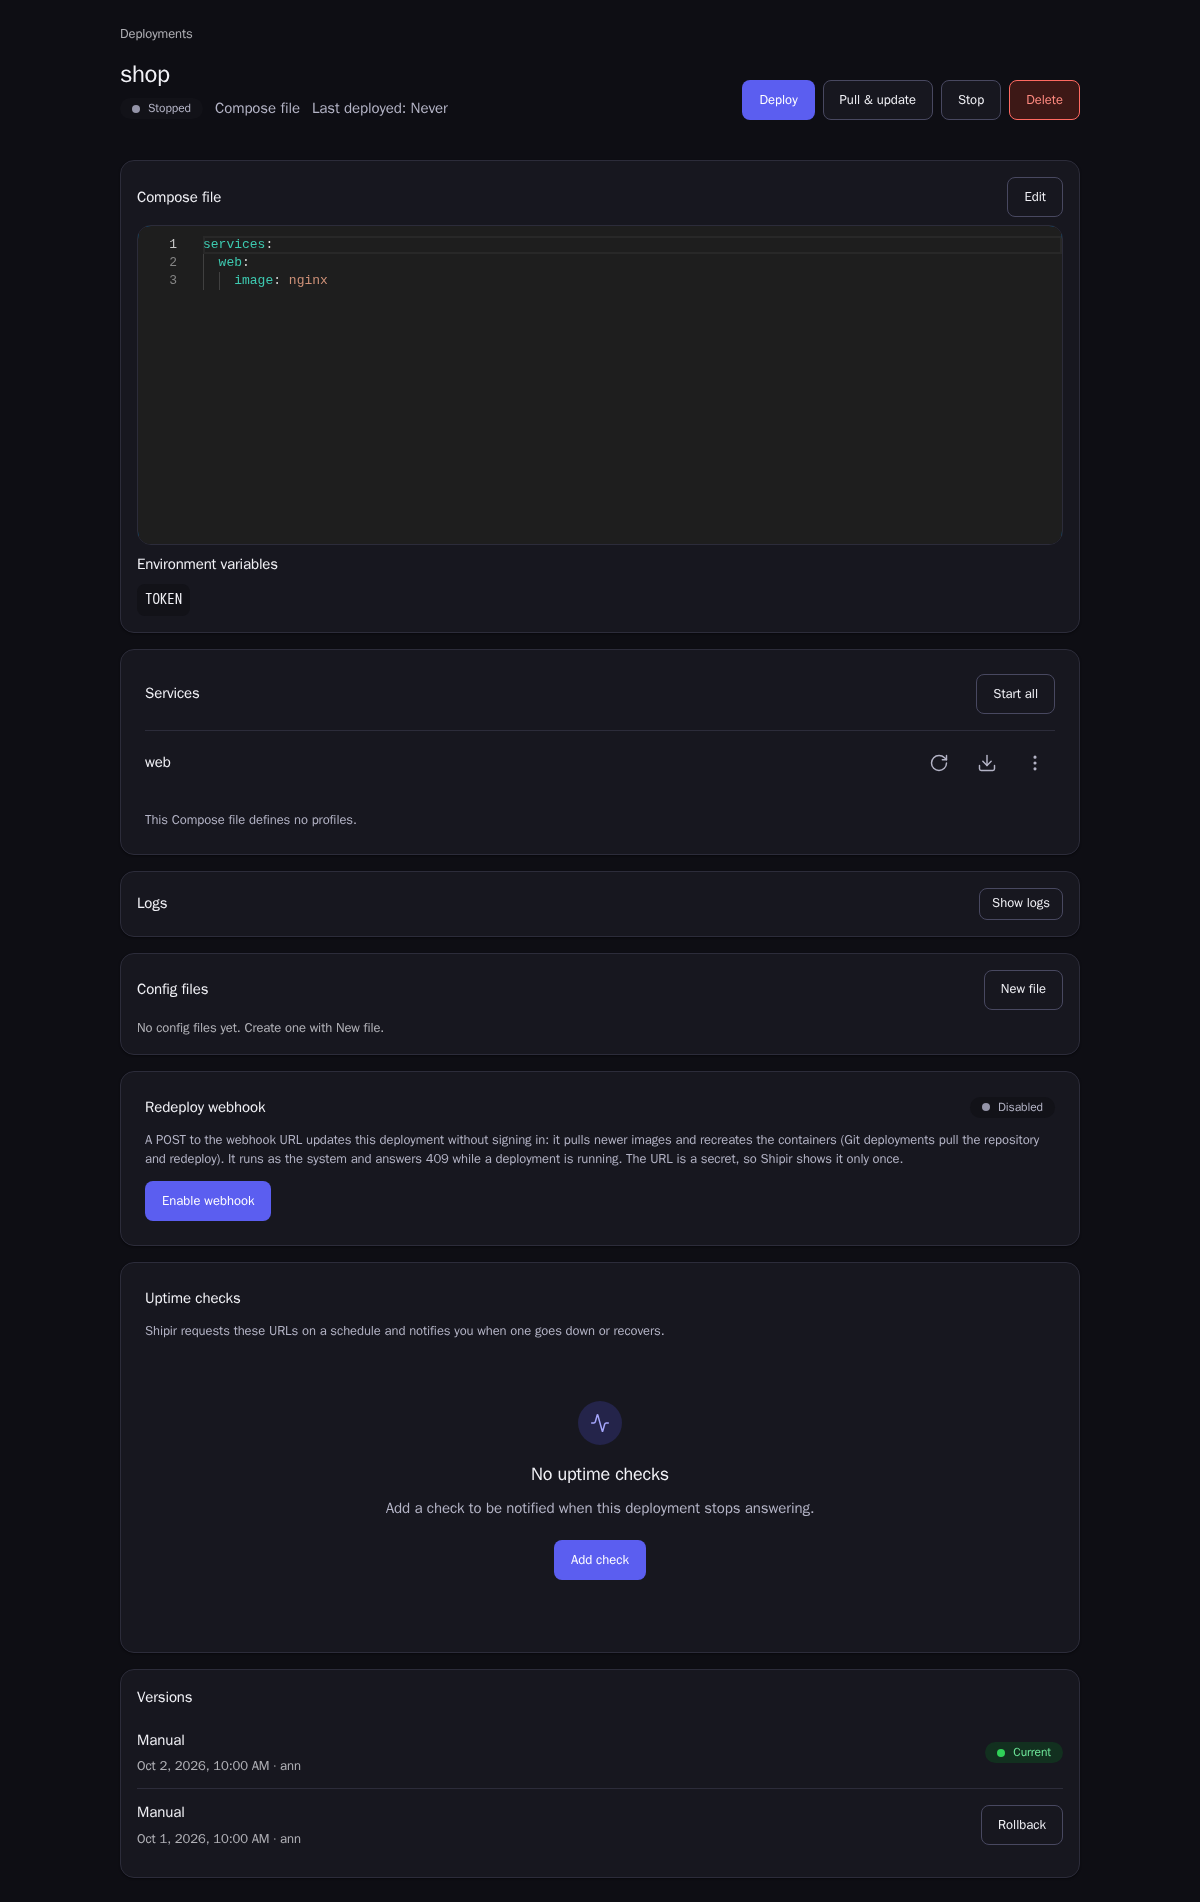 Deployments
shop
Stopped Compose file Last deployed: Never
Deploy Pull & update Stop Delete
Compose file
Edit
1 services:
2 web:
3 image: nginx
Environment variables
TOKEN
Services
Start all
web
This Compose file defines no profiles.
Logs
Show logs
Config files
New file
No config files yet. Create one with New file.
Redeploy webhook
Disabled
A POST to the webhook URL updates this deployment without signing in: it pulls newer images and recreates the containers (Git deployments pull the repository
and redeploy). It runs as the system and answers 409 while a deployment is running. The URL is a secret, so Shipir shows it only once.
Enable webhook
Uptime checks
Shipir requests these URLs on a schedule and notifies you when one goes down or recovers.
No uptime checks
Add a check to be notified when this deployment stops answering.
Add check
Versions
Manual
Oct 2, 2026, 10:00 AM · ann
Current
Manual
Oct 1, 2026, 10:00 AM · ann
Rollback